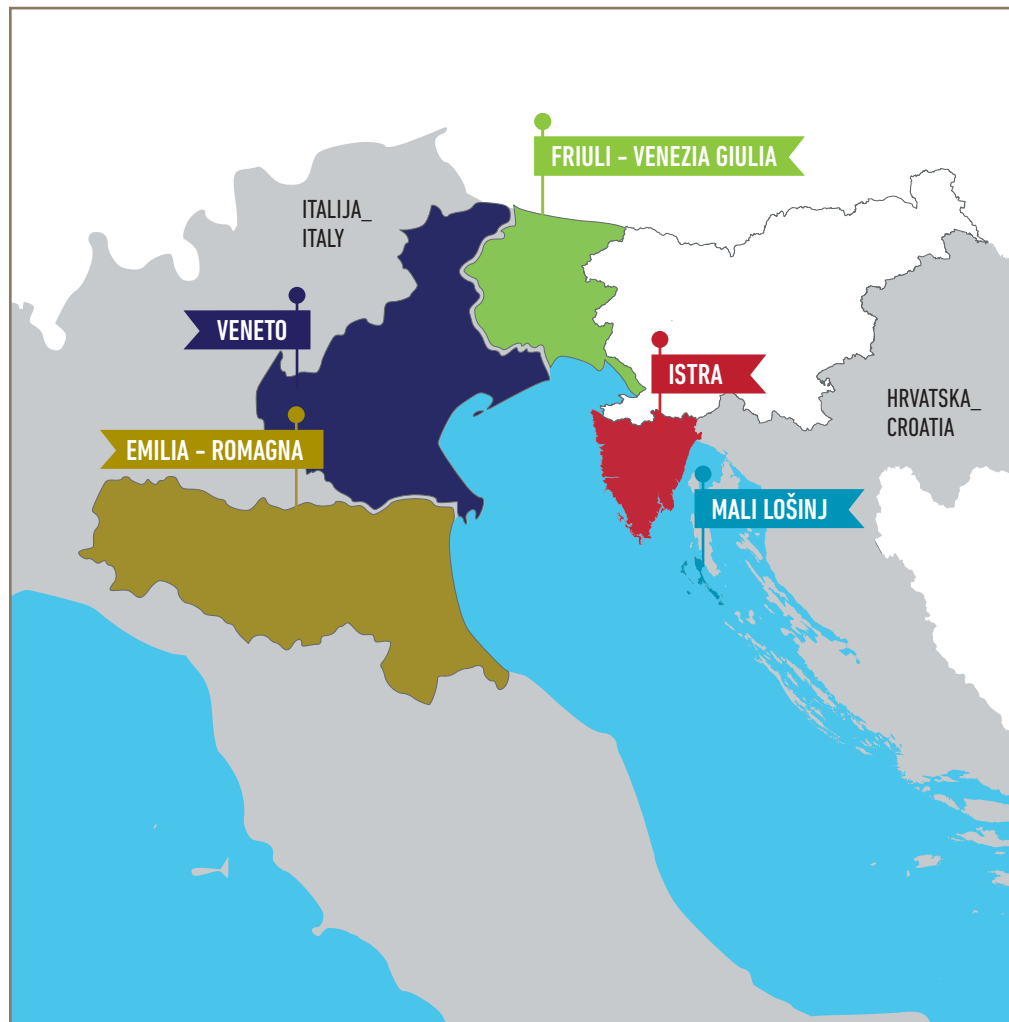 FRIULI - VENEZIA GIULIA
ITALIJA_
ITALY
VENETO
ISTRA
HRVATSKA_
CROATIA
EMILIA - ROMAGNA
MALI LOŠINJ